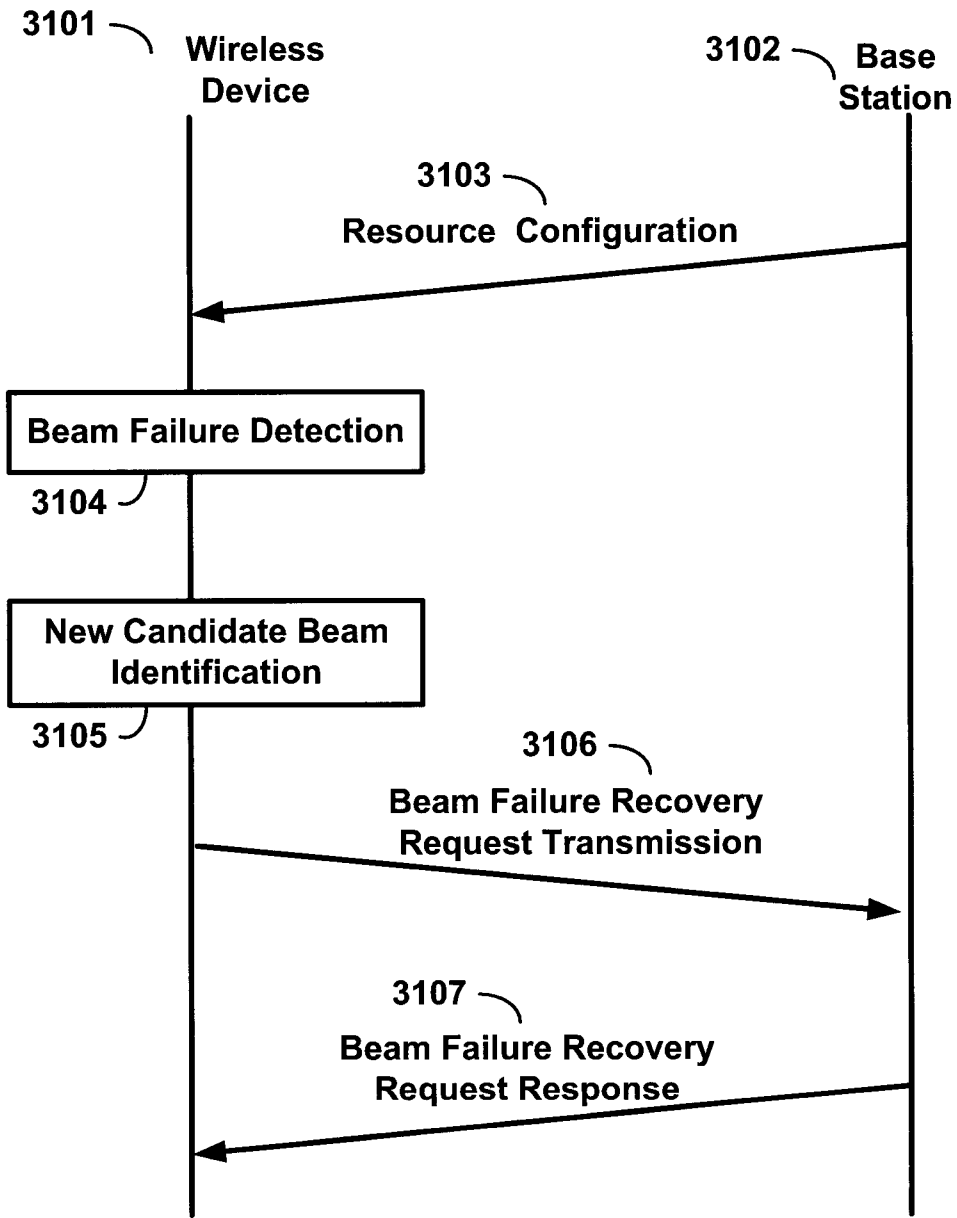 3101
Wireless
Device
3102
Base
Station
3103
Resource Configuration
Beam Failure Detection
3104
New Candidate Beam
Identification
3105
3106
Beam Failure Recovery
Request Transmission
3107
Beam Failure Recovery
Request Response